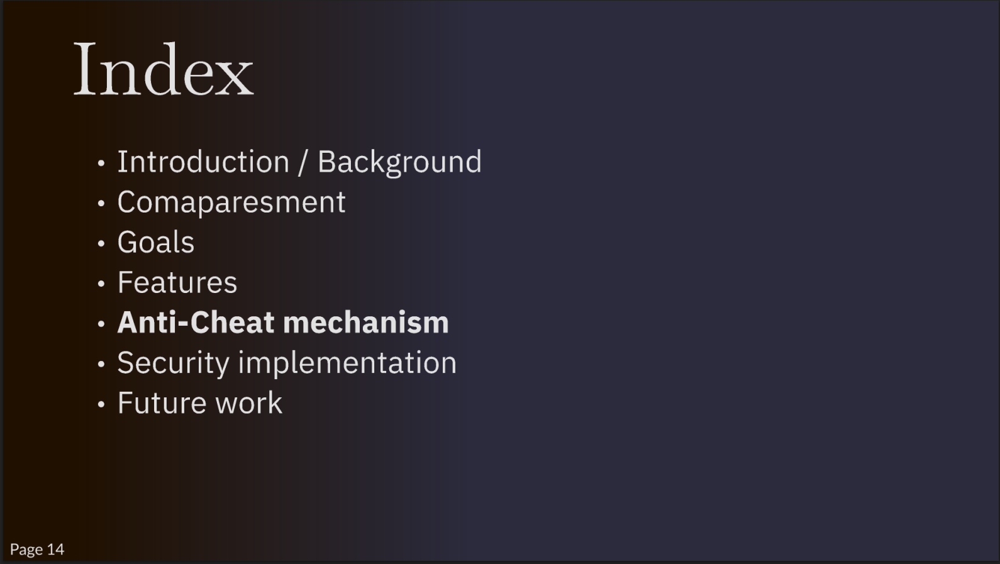 Index
• Introduction / Background
• Comaparesment
• Goals
• Features
• Anti-Cheat mechanism
• Security implementation
• Future work
Page 14